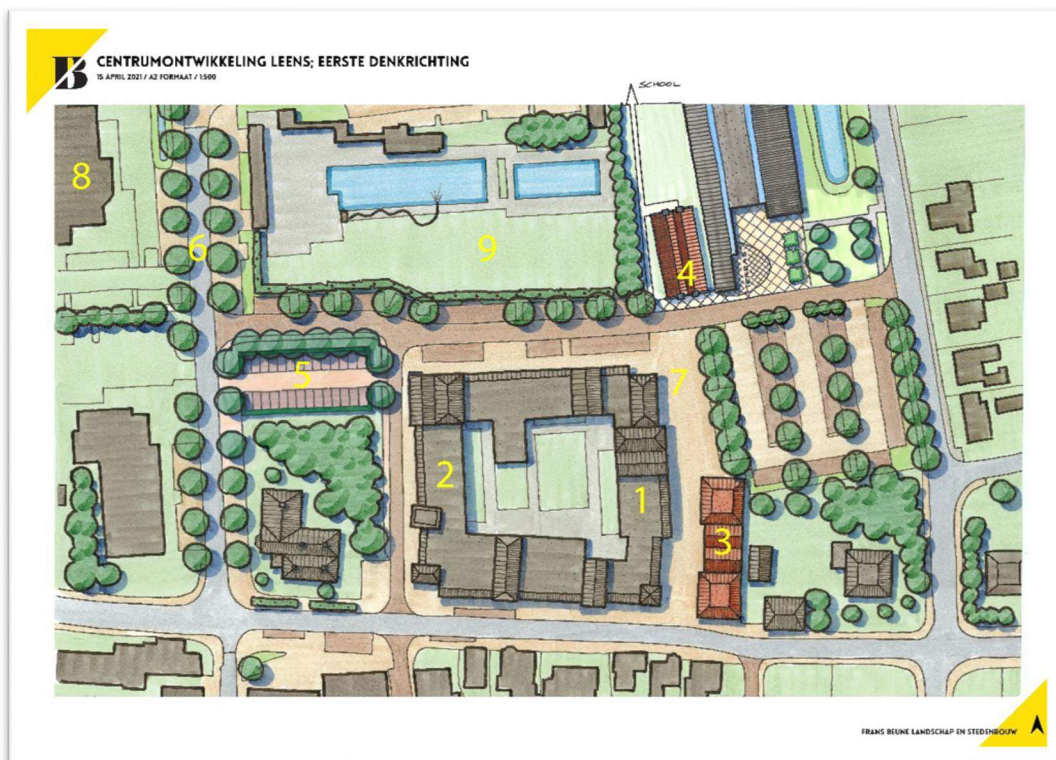 B
CENTRUMONTWIKKELING LEENS; EERSTE DENKRICHTING
15 APRIL 2021 / A2 FORMAAT / 1:500
SCHOOL
8
6
9
4
5
7
2
1
3
FRANS BEUNE LANDSCHAP EN STEDENBOUW